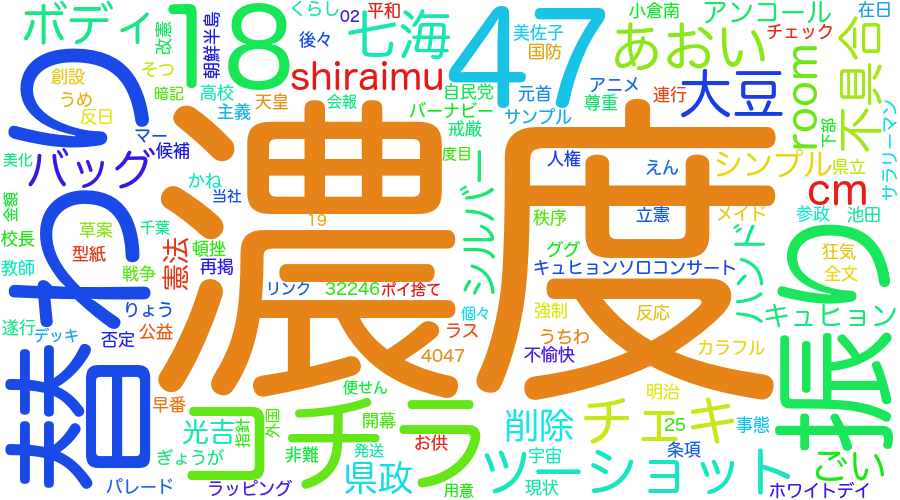 ボディ
18
七海
47
くらし
02
平和
後々
美佐子
国防
小倉南
アンコール
在日
チェック
あおい
不具合
改憲
朝鮮半島
そつ
暗記
高校
創設
うめ
反日
shiraimu
自民党
バーナビー
元首
アニメ
尊重
連行
大豆
room
下部
サラリーマン
天皇
会報
主義
戒厳
サンプル
マー
候補
美化
バッグ
かね
当社
度目
人権
えん
シンプル
県立
cm
替わり
濃度
振り
金額
草案
千葉
憲法
19
シルバー
秩序
立憲
メイド
参政
池田
校長
型紙
頓挫
再掲
ググ
ハンド
狂気
教師
戦争
キュヒョンソロコンサート
全文
りょう
リンク
32246
ポイ捨て
個々
強制
反応
キュヒョン
遂行
デッキ
否定
公益
ラス
うちわ
4047
不愉快
カラフル
早番
便せん
明治
コチラ
光吉
指針
外国
開幕
削除
チェキ
25
事態
ぎょうが
非難
発送
お供
宇宙
条項
ごい
パレード
ラッピング
県政
用意
ツーショット
現状
ホワイトデイ